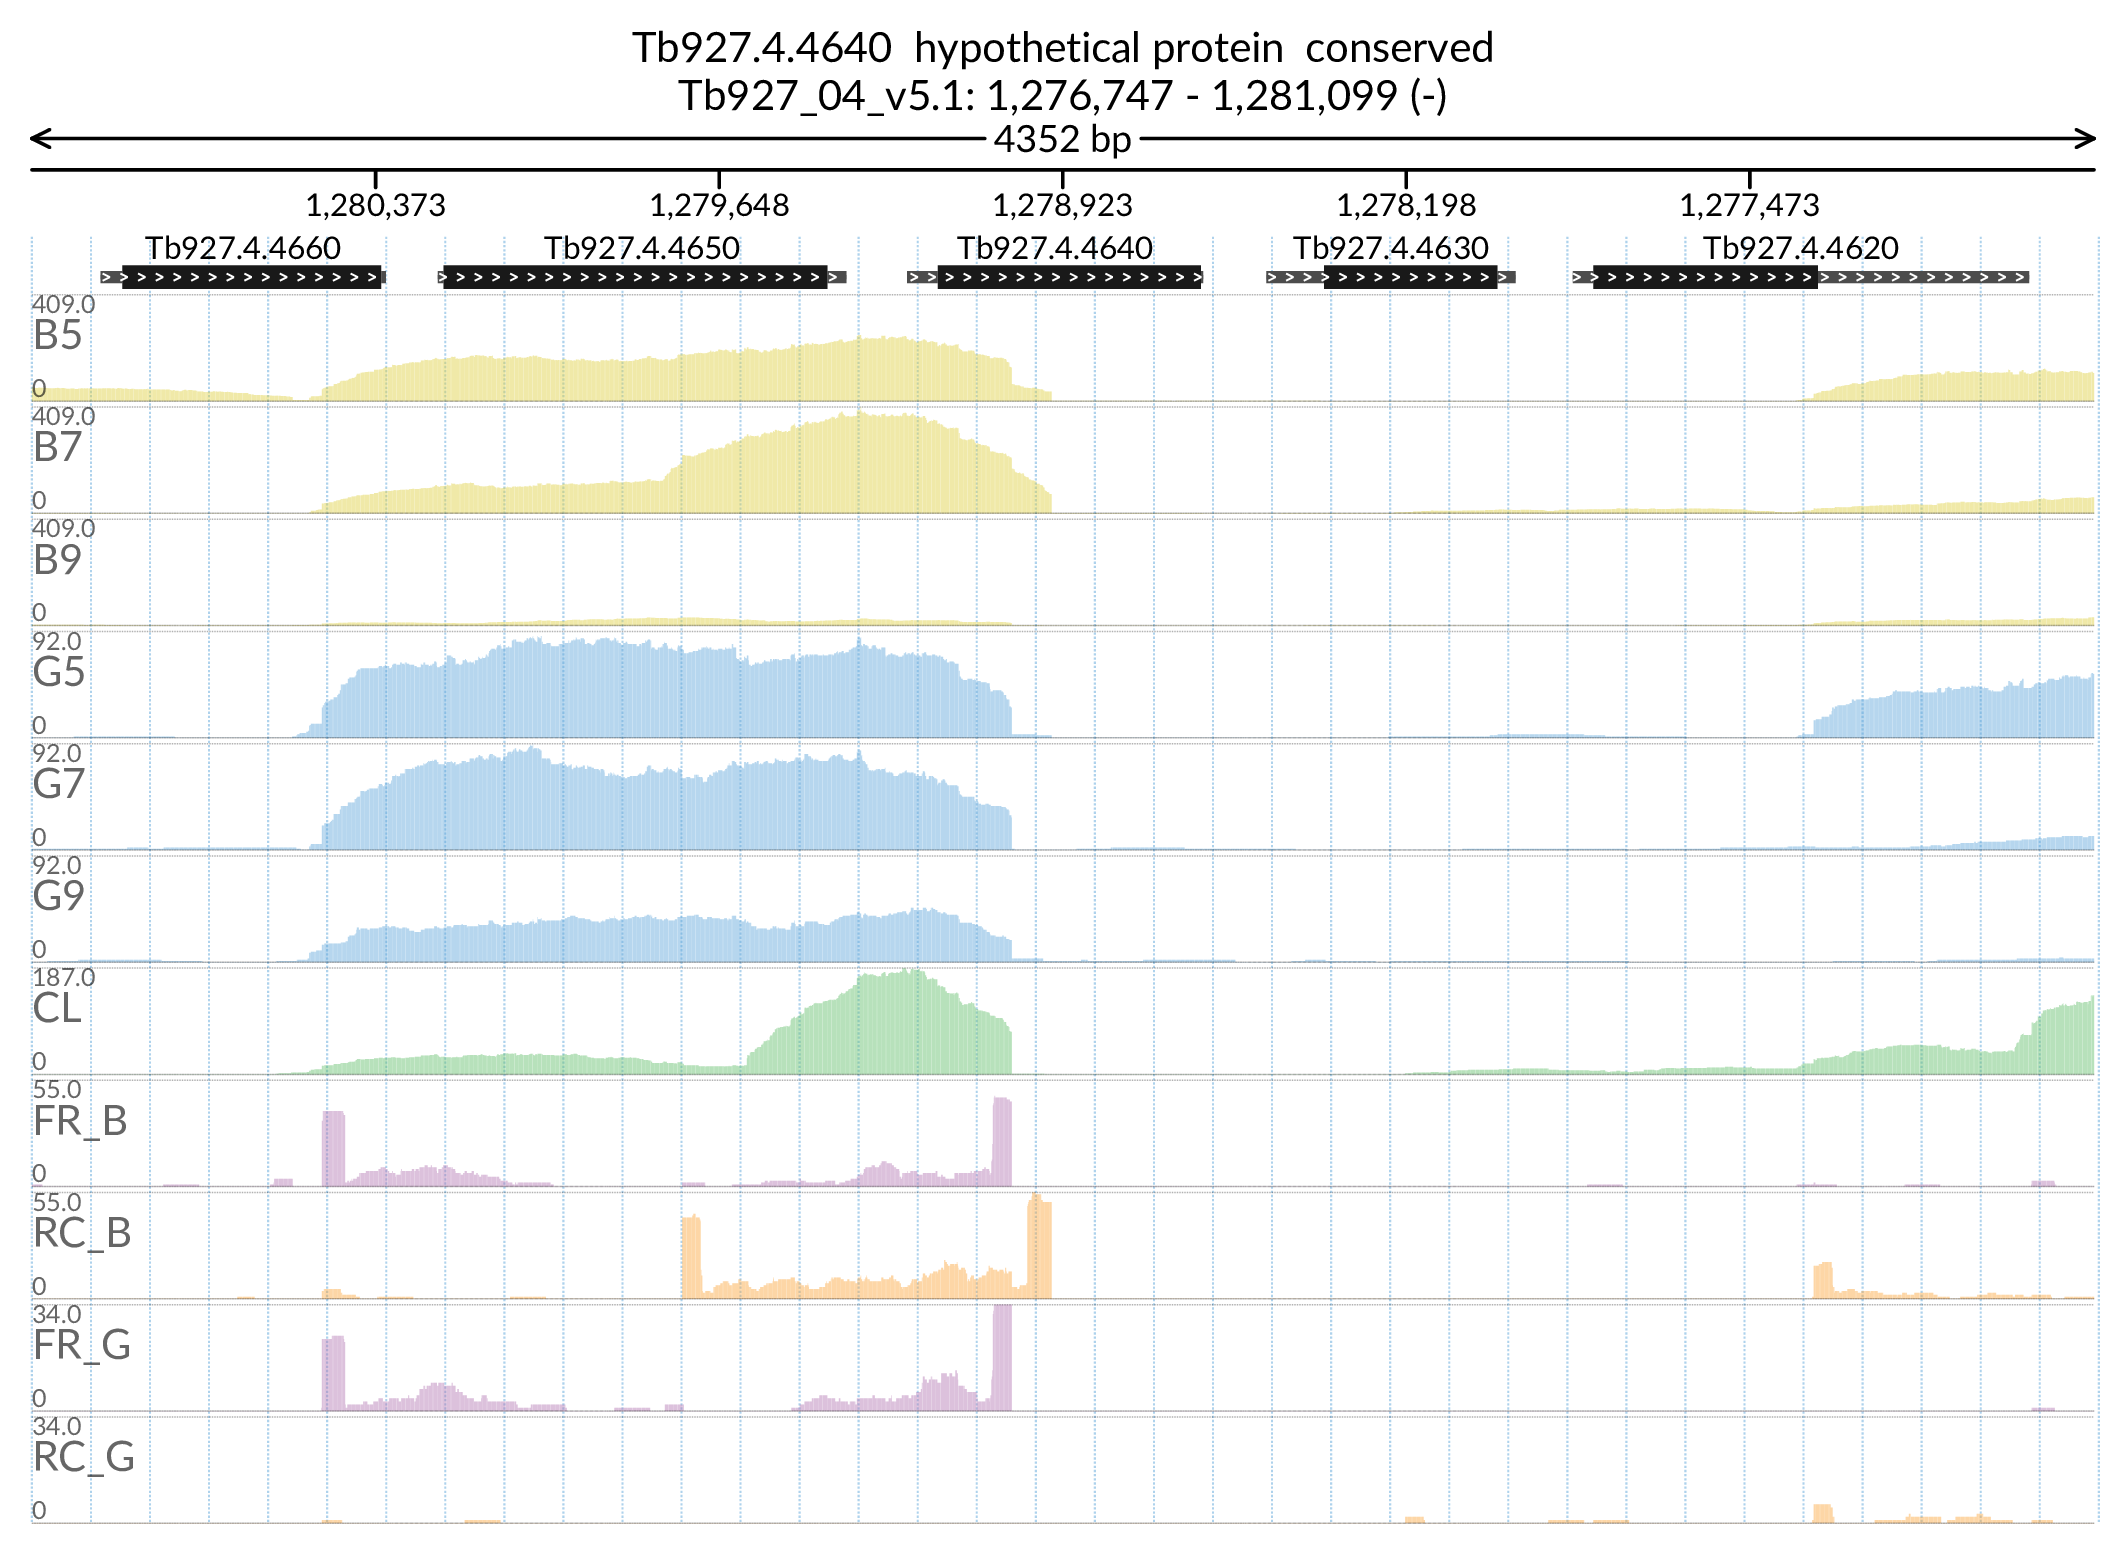 Tb927.4.4640 hypothetical protein conserved
Tb927_04_v5.1: 1,276,747 - 1,281,099 (-)
4352 bp
1,280,373 1,279,648 1,278,923 1,278,198 1,277,473
Tb927.4.4660 Tb927.4.4650 Tb927.4.4640 Tb927.4.4630 Tb927.4.4620
409.0
B5
0
409.0
B7
0
409.0
B9
0
92.0
G5
0
92.0
G7
0
92.0
G9
0
187.0
CL
0
55.0
FR_B
0
55.0
RC_B
0
34.0
FR_G
0
34.0
RC_G
0